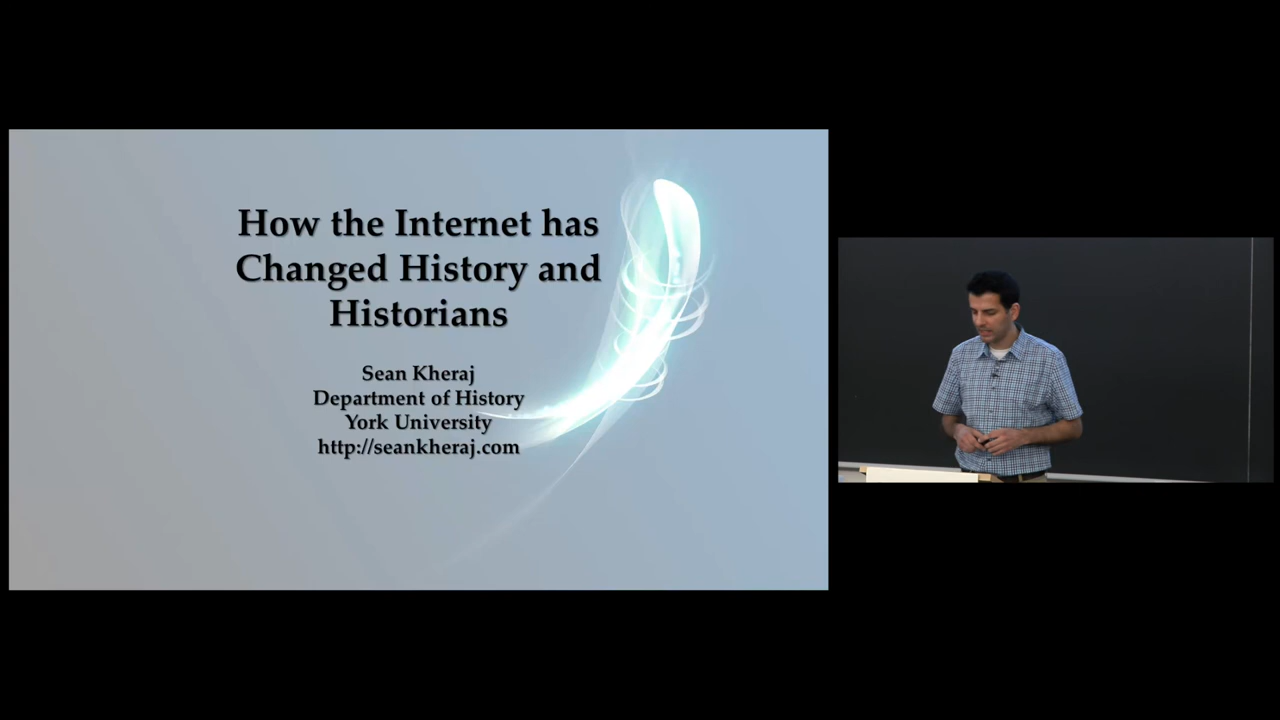 How the Internet has
Changed History and
Historians
Sean Kheraj
Department of History
York University
http://seankheraj.com